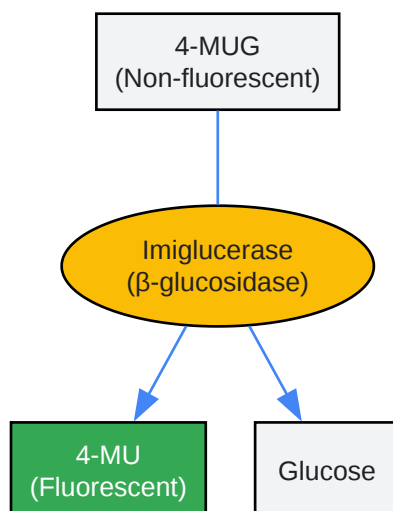 4-MUG
(Non-fluorescent)
Imiglucerase
(β-glucosidase)
4-MU
(Fluorescent)
Glucose